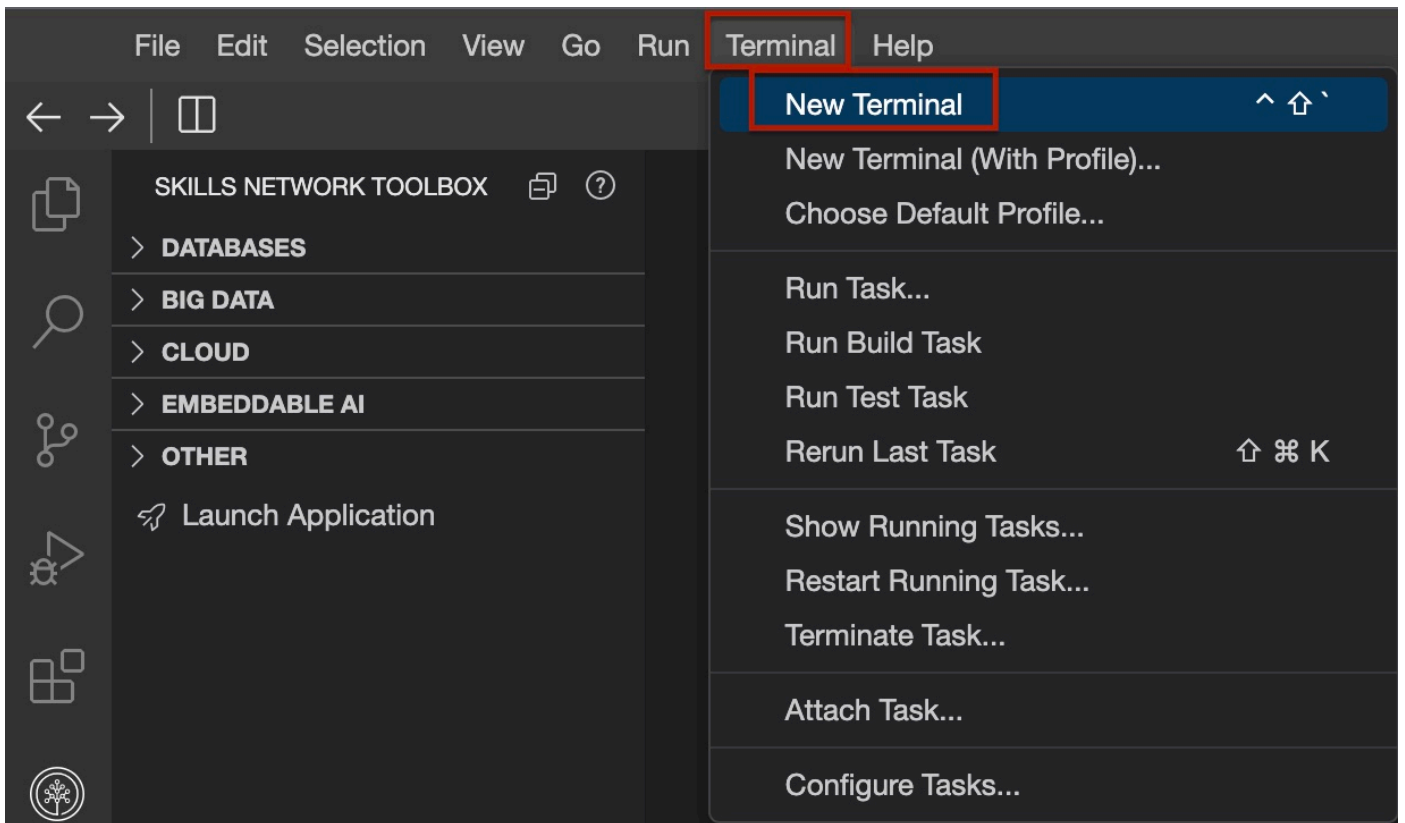 File Edit Selection View Go Run Terminal Help
New Terminal ^ ⇧ `
New Terminal (With Profile)...
Choose Default Profile...
Run Task...
Run Build Task
Run Test Task
Rerun Last Task ⇧ ⌘ K
Show Running Tasks...
Restart Running Task...
Terminate Task...
Attach Task...
Configure Tasks...
SKILLS NETWORK TOOLBOX
DATABASES
BIG DATA
CLOUD
EMBEDDABLE AI
OTHER
Launch Application